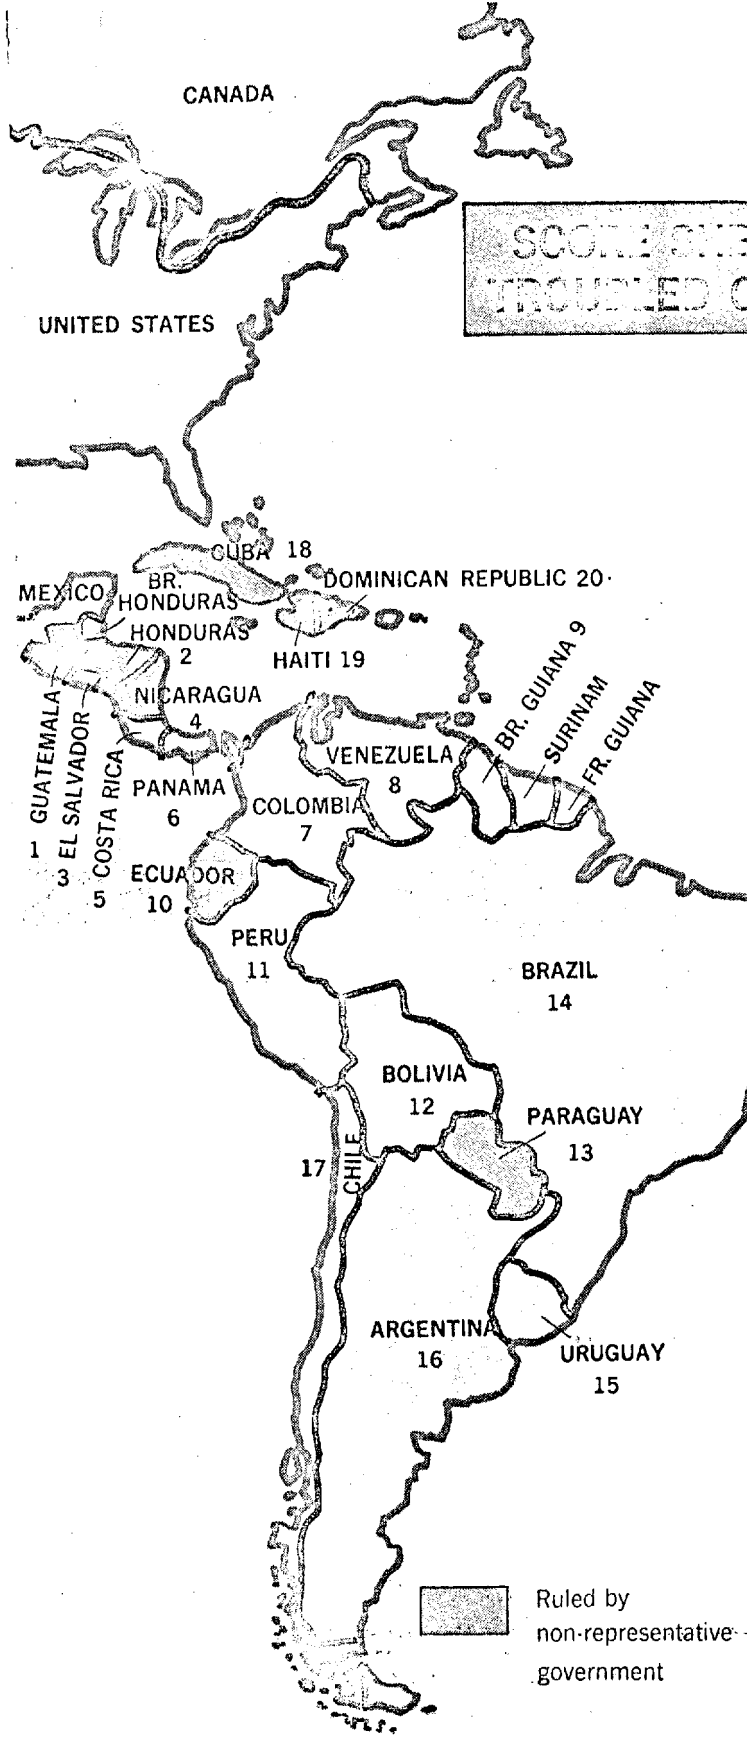 CANADA
SCORE SHE
TROUBLED C
UNITED STATES
CUBA 18
MEXICO
BR.
HONDURAS
DOMINICAN REPUBLIC 20
HONDURAS
2
HAITI 19
NICARAGUA
4
GUATEMALA
1
EL SALVADOR
3
COSTA RICA
5
PANAMA
6
VENEZUELA
8
BR. GUIANA 9
SURINAM
FR. GUIANA
COLOMBIA
7
ECUADOR
10
PERU
11
BRAZIL
14
BOLIVIA
12
PARAGUAY
13
17
CHILE
ARGENTINA
16
URUGUAY
15
Ruled by
non-representative
government